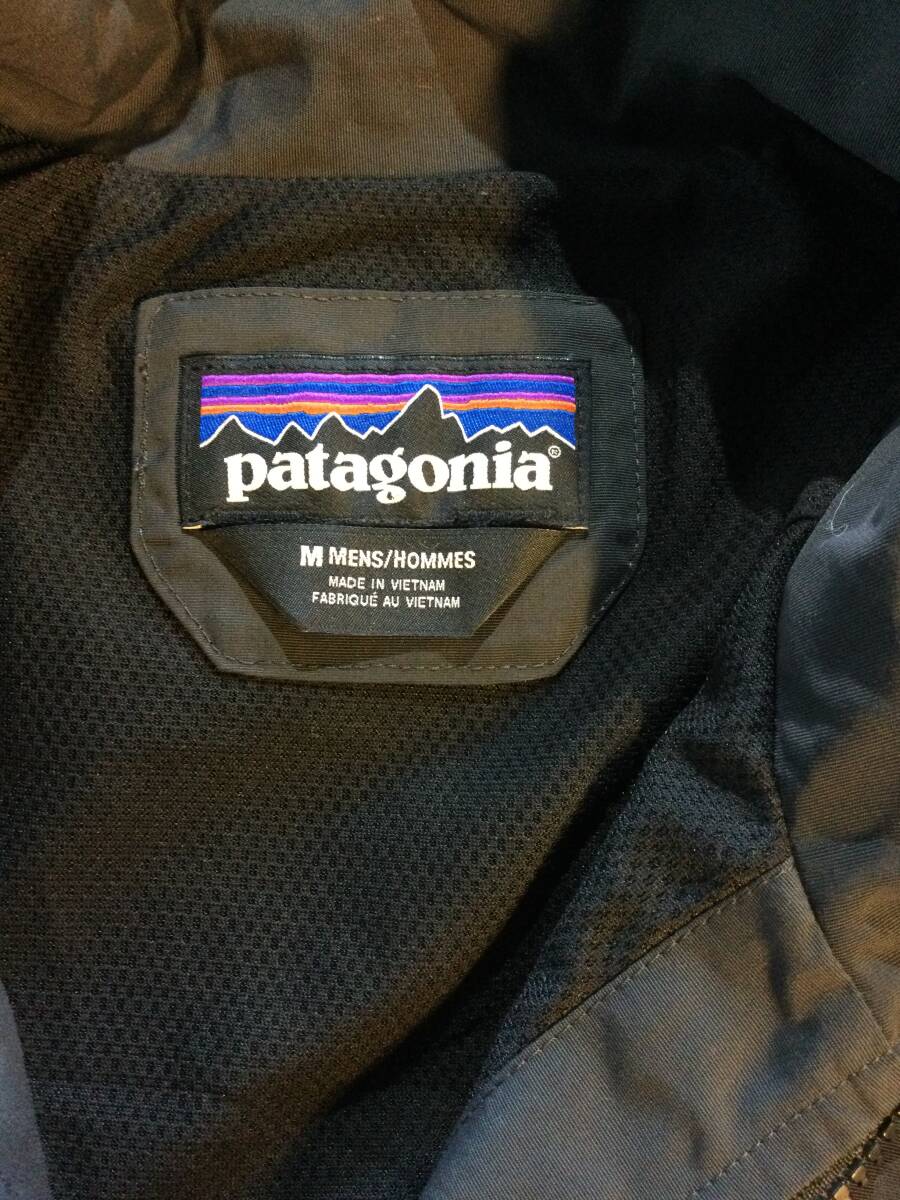 patagonia®
M MENS/HOMMES
MADE IN VIETNAM
FABRIQUÉ AU VIETNAM